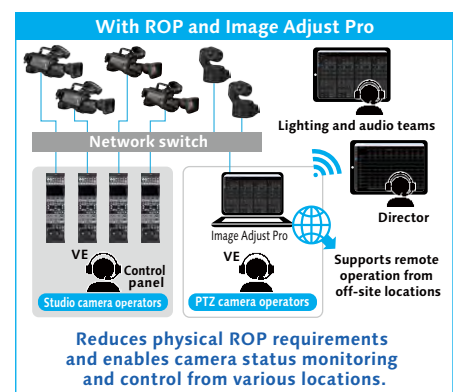 With ROP and Image Adjust Pro
Lighting and audio teams
Network switch
Director
Image Adjust Pro
VE
Control
panel
VE
Studio camera operators
PTZ camera operators
Supports remote
operation from
off-site locations
Reduces physical ROP requirements
and enables camera status monitoring
and control from various locations.